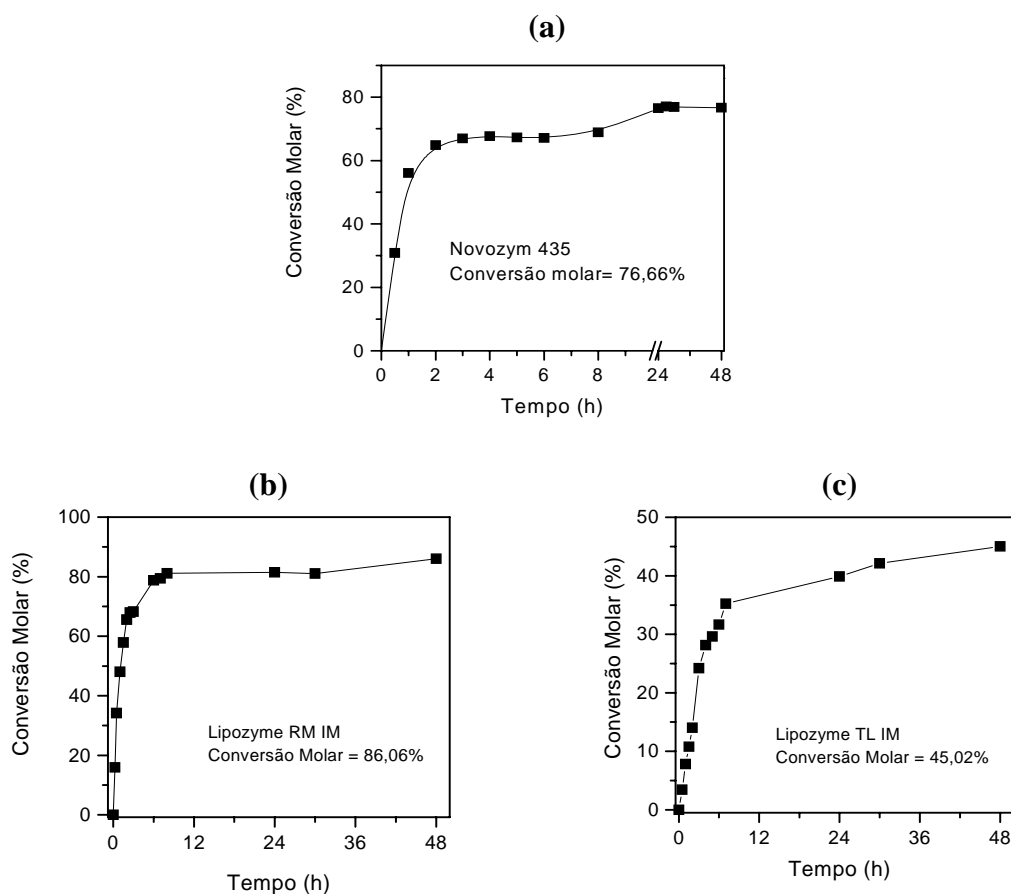 (a)
Conversão Molar (%)
80
60
40
20
0
Novozym 435
Conversão molar= 76,66%
0 2 4 6 8 24 48
Tempo (h)
(b)
Conversão Molar (%)
100
80
60
40
20
0
Lipozyme RM IM
Conversão Molar = 86,06%
0 12 24 36 48
Tempo (h)
(c)
Conversão Molar (%)
50
40
30
20
10
0
Lipozyme TL IM
Conversão Molar = 45,02%
0 12 24 36 48
Tempo (h)